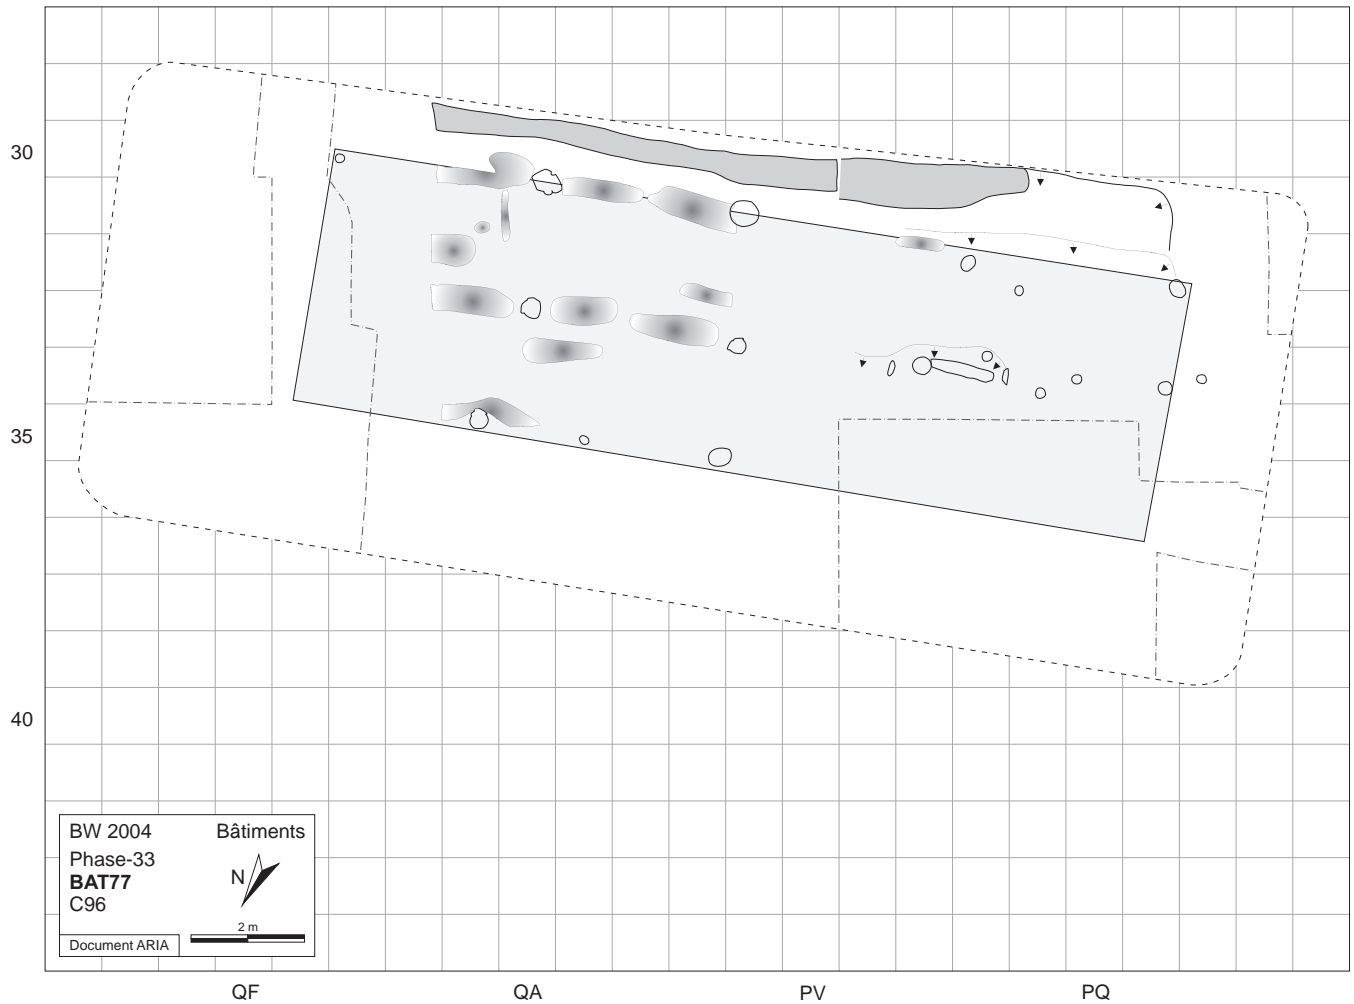 30
35
40
BW 2004 Bâtiments
Phase-33
BAT77
C96
N
2 m
Document ARIA
QF QA PV PQ